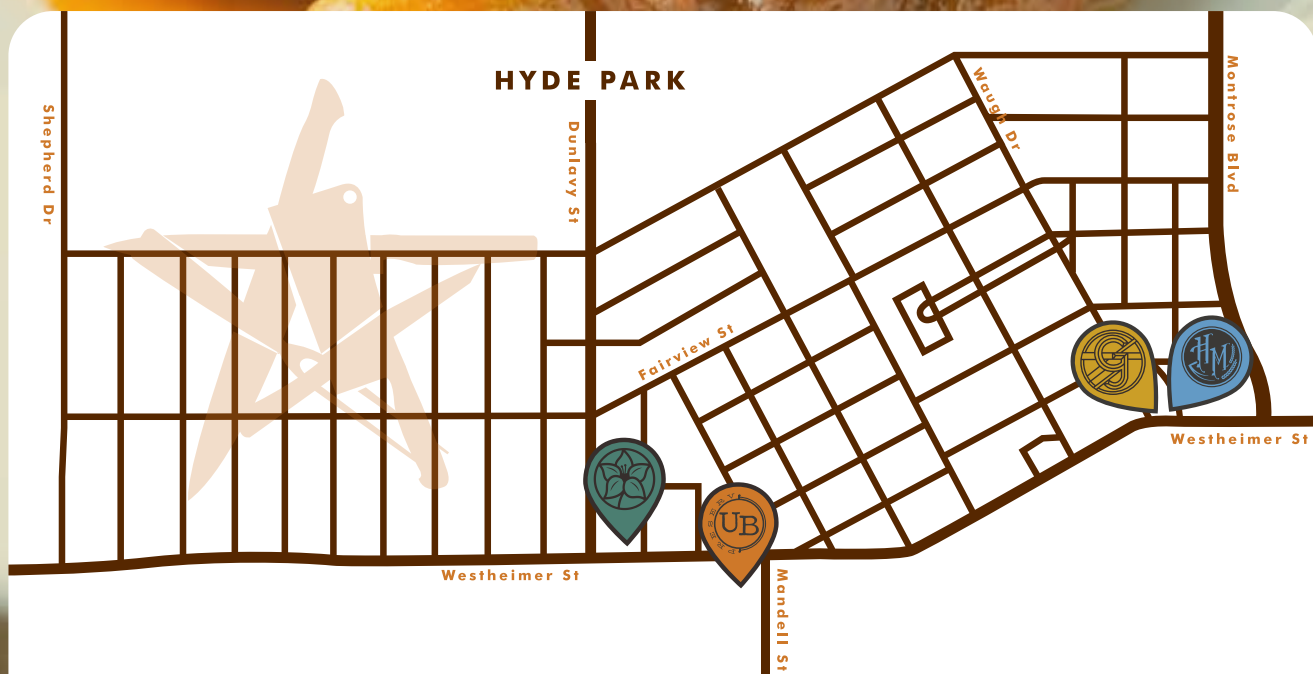 HYDE PARK
Shepherd Dr
Dunlavy St
Waugh Dr
Montrose Blvd
Fairview St
G
HM
Westheimer St
UB
Westheimer St
Mandell St